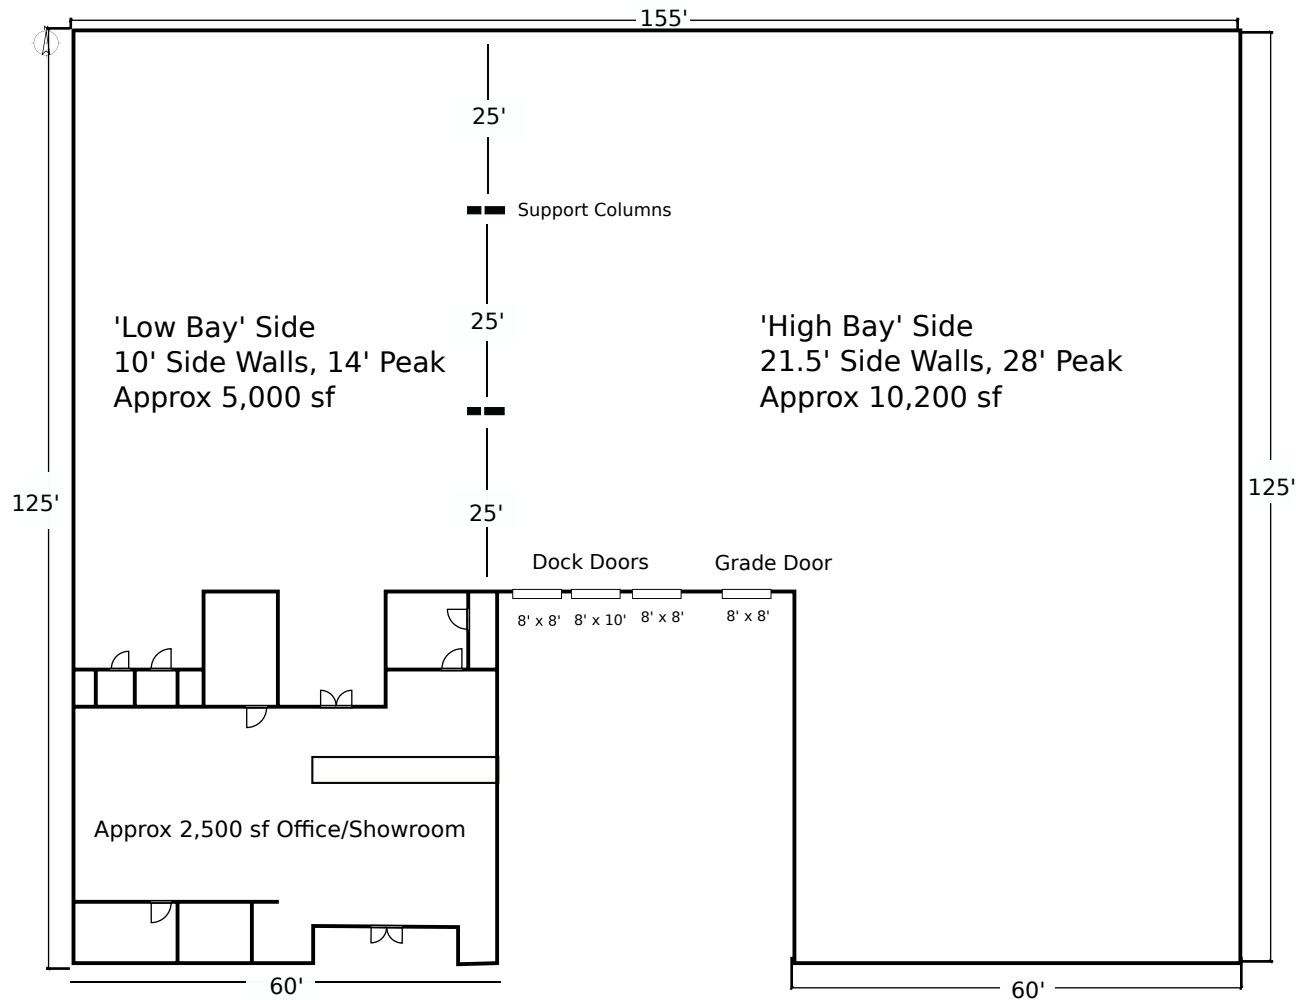 155'
25'
Support Columns
'Low Bay' Side
10' Side Walls, 14' Peak
Approx 5,000 sf
25'
'High Bay' Side
21.5' Side Walls, 28' Peak
Approx 10,200 sf
125'
125'
25'
Dock Doors
Grade Door
8' x 8'
8' x 10'
8' x 8'
8' x 8'
Approx 2,500 sf Office/Showroom
60'
60'